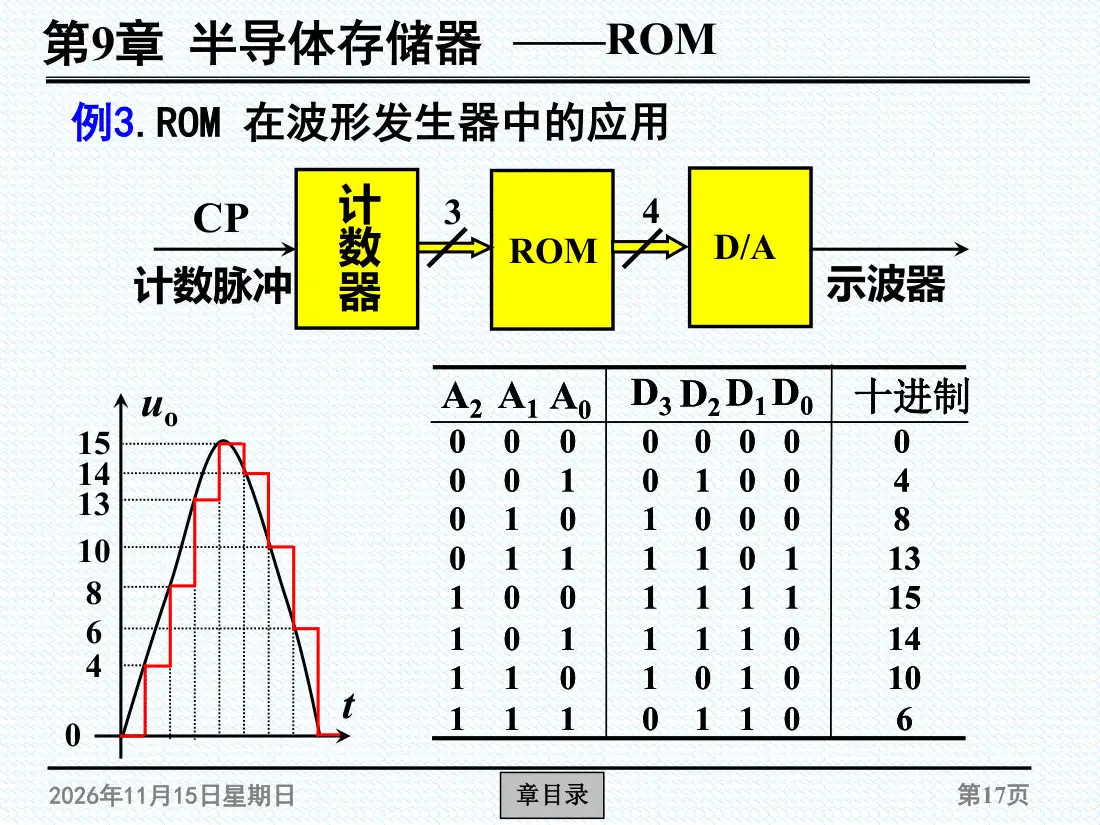 第9章 半导体存储器 ——ROM
例3.ROM 在波形发生器中的应用
CP
计数脉冲
计数器
3
ROM
4
D/A
示波器
uo
15
14
13
10
8
6
4
0
t
A2 A1 A0 D3 D2 D1 D0 十进制
0 0 0 0 0 0 0 0
0 0 1 0 1 0 0 4
0 1 0 1 0 0 0 8
0 1 1 1 1 0 1 13
1 0 0 1 1 1 1 15
1 0 1 1 1 1 0 14
1 1 0 1 0 1 0 10
1 1 1 0 1 1 0 6
2026年11月15日星期日
章目录
第17页